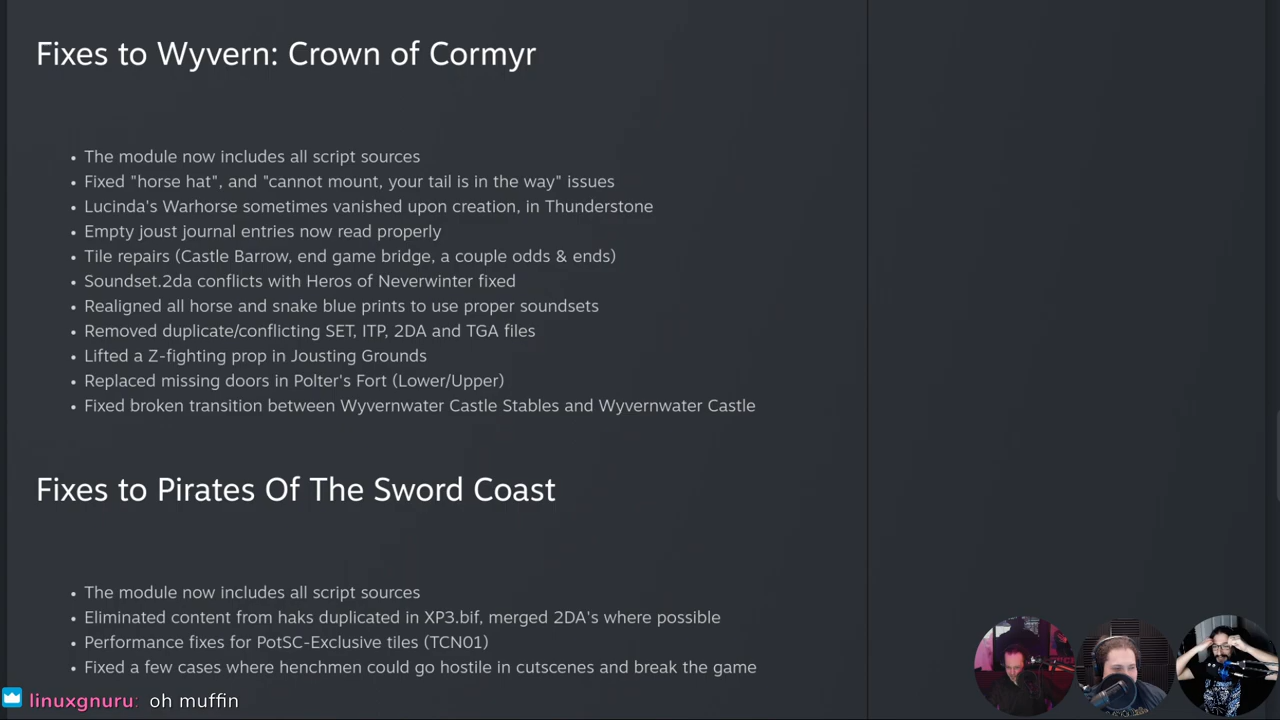 Fixes to Wyvern: Crown of Cormyr
• The module now includes all script sources
• Fixed "horse hat", and "cannot mount, your tail is in the way" issues
• Lucinda's Warhorse sometimes vanished upon creation, in Thunderstone
• Empty joust journal entries now read properly
• Tile repairs (Castle Barrow, end game bridge, a couple odds & ends)
• Soundset.2da conflicts with Heros of Neverwinter fixed
• Realigned all horse and snake blue prints to use proper soundsets
• Removed duplicate/conflicting SET, ITP, 2DA and TGA files
• Lifted a Z-fighting prop in Jousting Grounds
• Replaced missing doors in Polter's Fort (Lower/Upper)
• Fixed broken transition between Wyvernwater Castle Stables and Wyvernwater Castle
Fixes to Pirates Of The Sword Coast
• The module now includes all script sources
• Eliminated content from haks duplicated in XP3.bif, merged 2DA's where possible
• Performance fixes for PotSC-Exclusive tiles (TCN01)
• Fixed a few cases where henchmen could go hostile in cutscenes and break the game
linuxgnuru: oh muffin